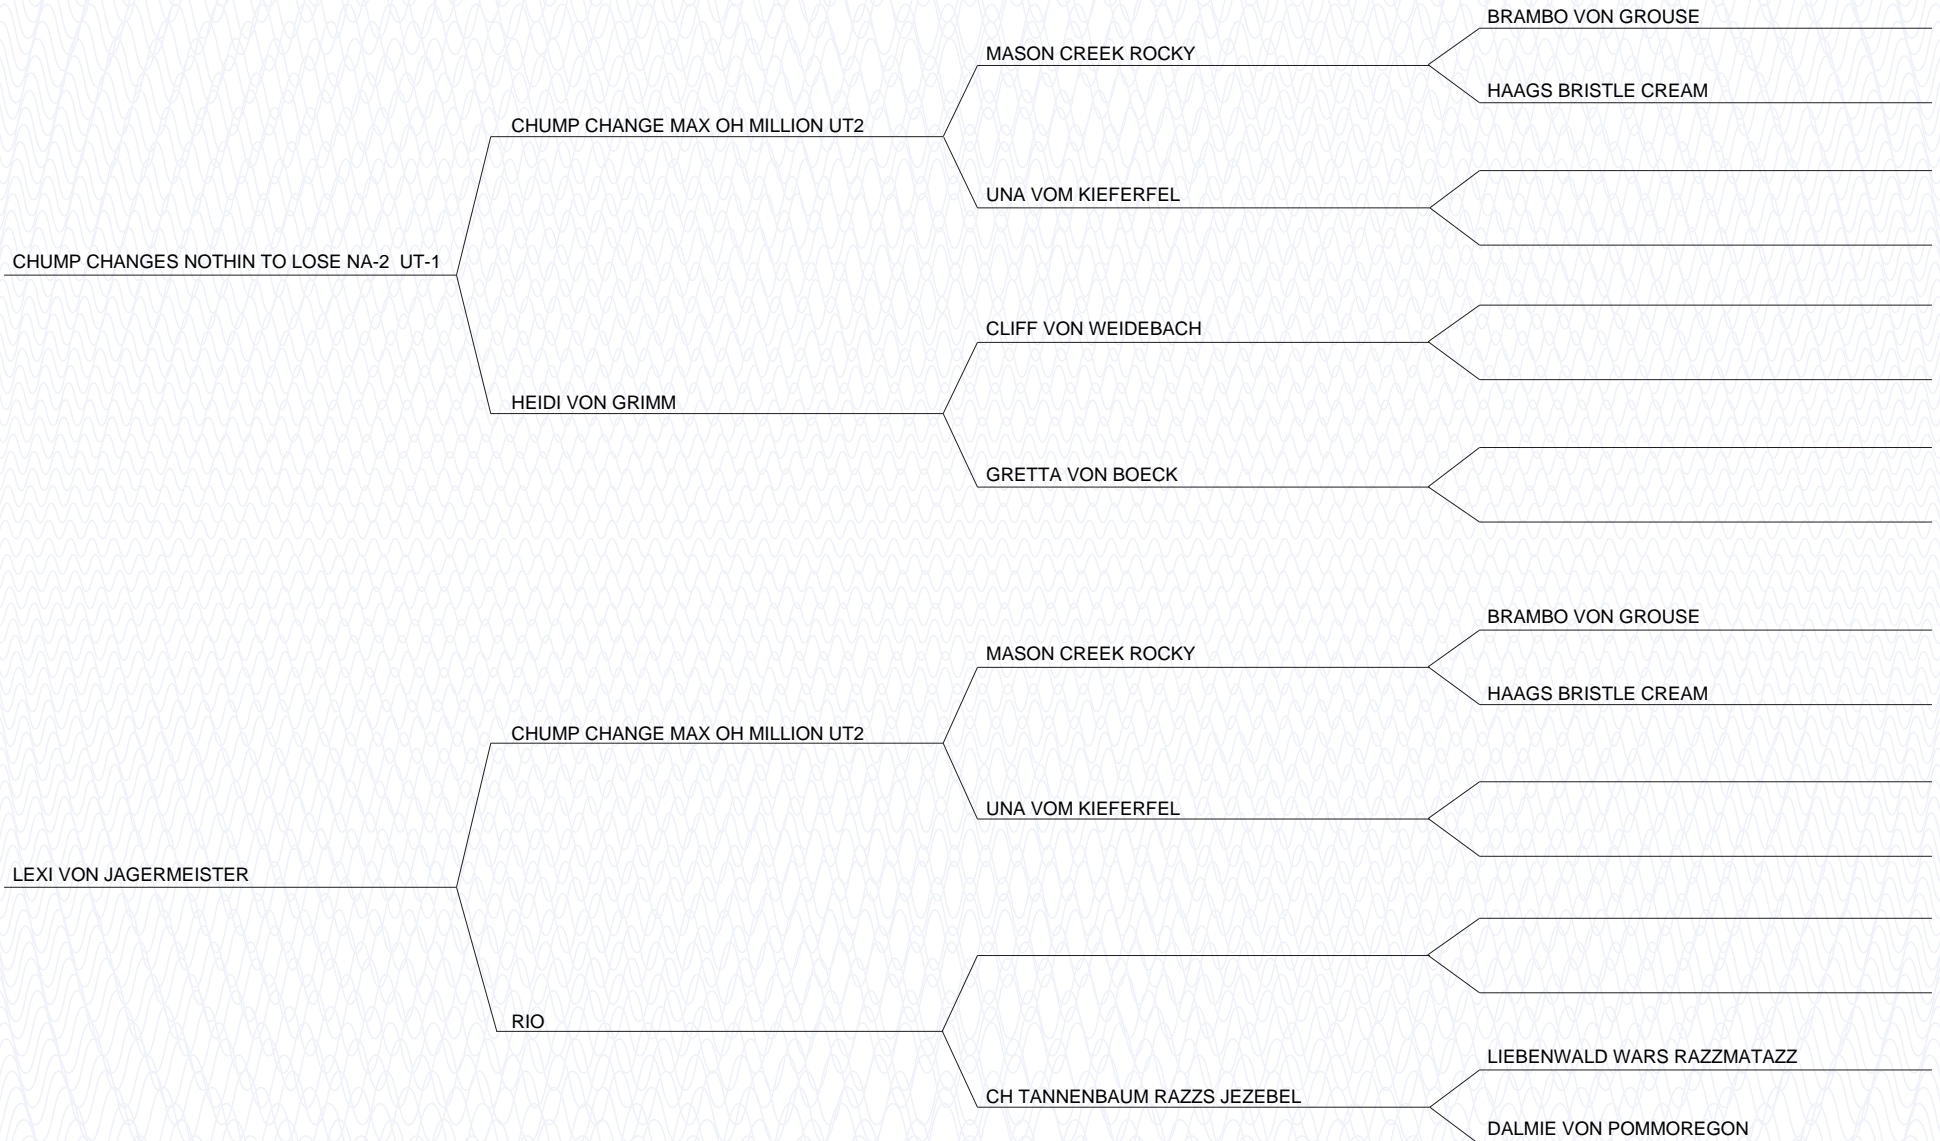 BRAMBO VON GROUSE
MASON CREEK ROCKY
HAAGS BRISTLE CREAM
CHUMP CHANGE MAX OH MILLION UT2
UNA VOM KIEFERFEL
CHUMP CHANGES NOTHIN TO LOSE NA-2 UT-1
CLIFF VON WEIDEBACH
HEIDI VON GRIMM
GRETTA VON BOECK
BRAMBO VON GROUSE
MASON CREEK ROCKY
HAAGS BRISTLE CREAM
CHUMP CHANGE MAX OH MILLION UT2
UNA VOM KIEFERFEL
LEXI VON JAGERMEISTER
RIO
LIEBENWALD WARS RAZZMATAZZ
CH TANNENBAUM RAZZS JEZEBEL
DALMIE VON POMMOREGON